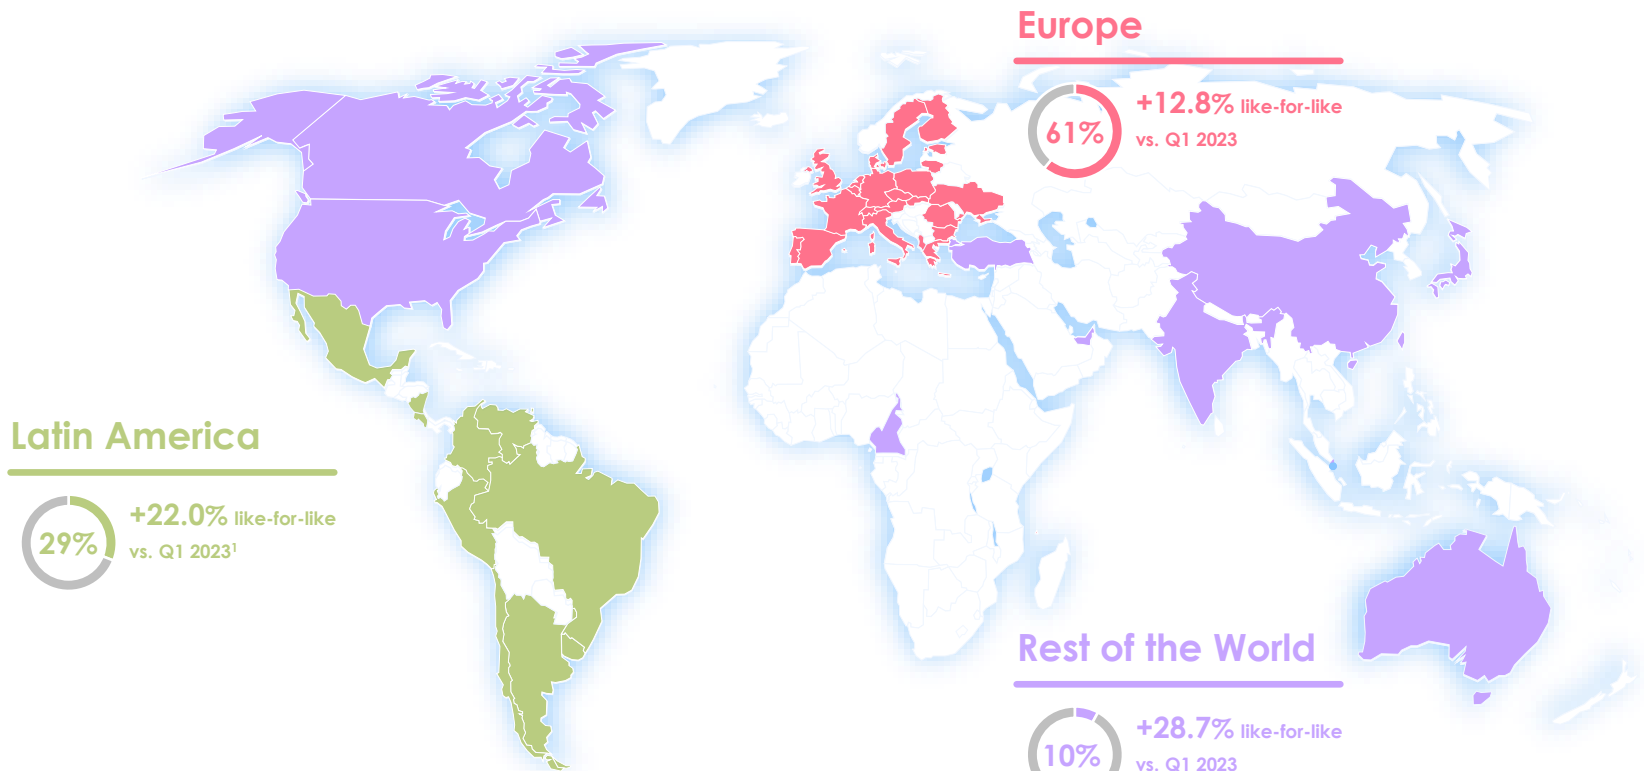 Europe
61%
+12.8% like-for-like
vs. Q1 2023
Latin America
29%
+22.0% like-for-like
vs. Q1 2023¹
Rest of the World
10%
+28.7% like-for-like
vs. Q1 2023